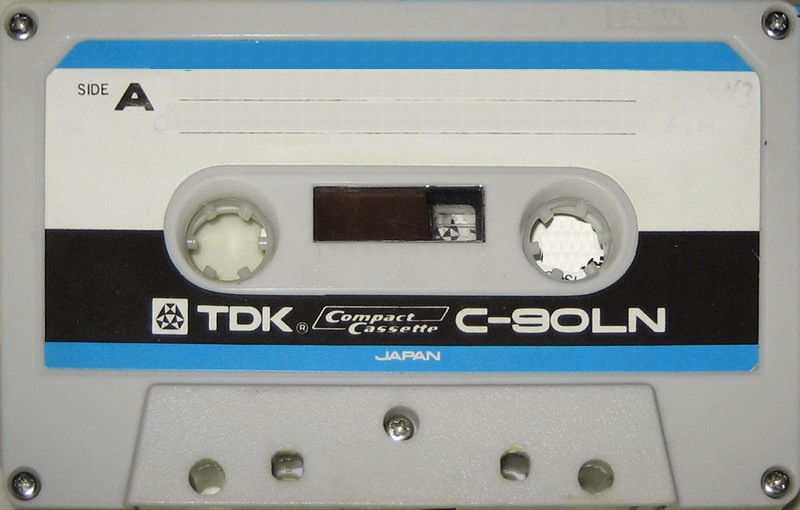 SIDE A
TDK ® Compact Cassette C-90LN
JAPAN